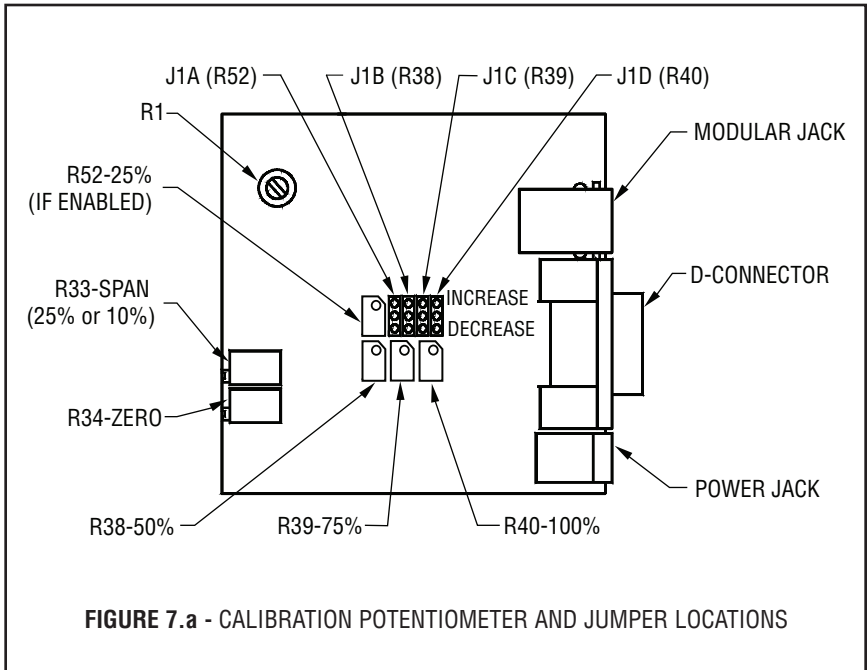 J1A (R52)
J1B (R38)
J1C (R39)
J1D (R40)
R1
MODULAR JACK
R52-25%
(IF ENABLED)
D-CONNECTOR
INCREASE
R33-SPAN
(25% or 10%)
DECREASE
R34-ZERO
POWER JACK
R38-50%
R39-75%
R40-100%
FIGURE 7.a - CALIBRATION POTENTIOMETER AND JUMPER LOCATIONS